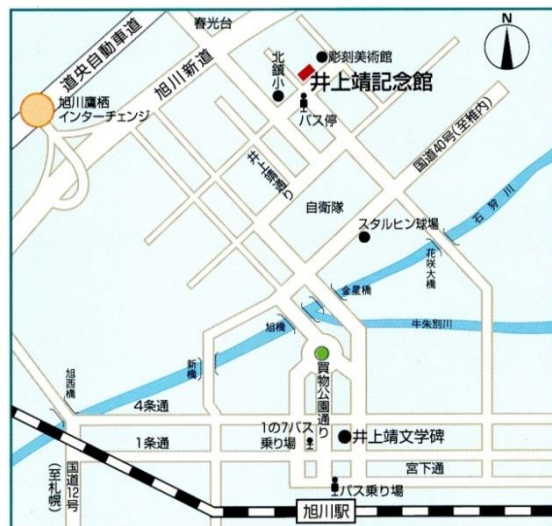 N
春光台
道央自動車道
旭川新道
旭川鷹栖
インターチェンジ
北鎮小
彫刻美術館
井上靖記念館
バス停
国道40号(至稚内)
井上靖通り
自衛隊
スタルヒン球場
石狩川
花咲大橋
金星橋
牛朱別川
旭橋
新橋
旭西橋
買物公園通り
4条通
1の7バス
乗り場
井上靖文学碑
1条通
宮下通
国道12号
(至札幌)
バス乗り場
旭川駅